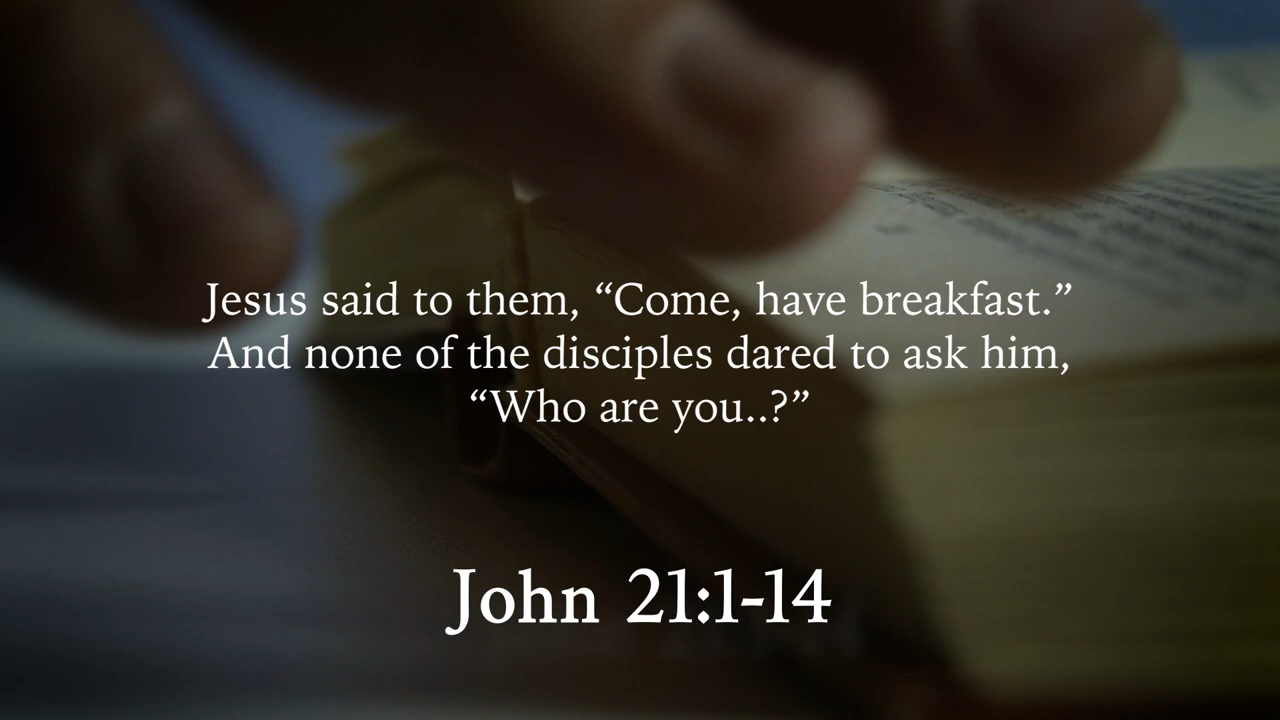 Jesus said to them, “Come, have breakfast.”
And none of the disciples dared to ask him,
“Who are you..?”
John 21:1-14